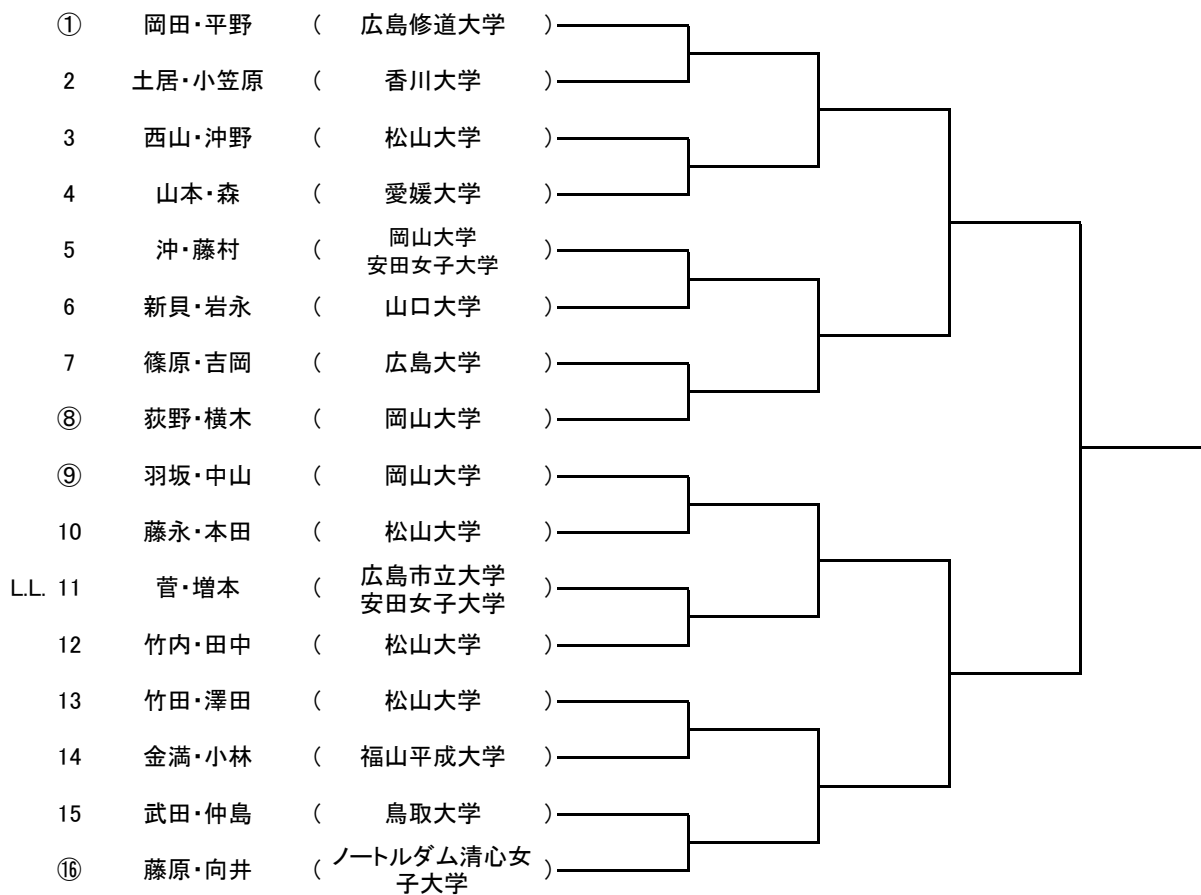 ① 岡田・平野 ( 広島修道大学 )
2 土居・小笠原 ( 香川大学 )
3 西山・沖野 ( 松山大学 )
4 山本・森 ( 愛媛大学 )
5 沖・藤村 ( 岡山大学
安田女子大学 )
6 新貝・岩永 ( 山口大学 )
7 篠原・吉岡 ( 広島大学 )
⑧ 荻野・横木 ( 岡山大学 )
⑨ 羽坂・中山 ( 岡山大学 )
10 藤永・本田 ( 松山大学 )
L.L. 11 菅・増本 ( 広島市立大学
安田女子大学 )
12 竹内・田中 ( 松山大学 )
13 竹田・澤田 ( 松山大学 )
14 金満・小林 ( 福山平成大学 )
15 武田・仲島 ( 鳥取大学 )
⑯ 藤原・向井 ( ノートルダム清心女
子大学 )